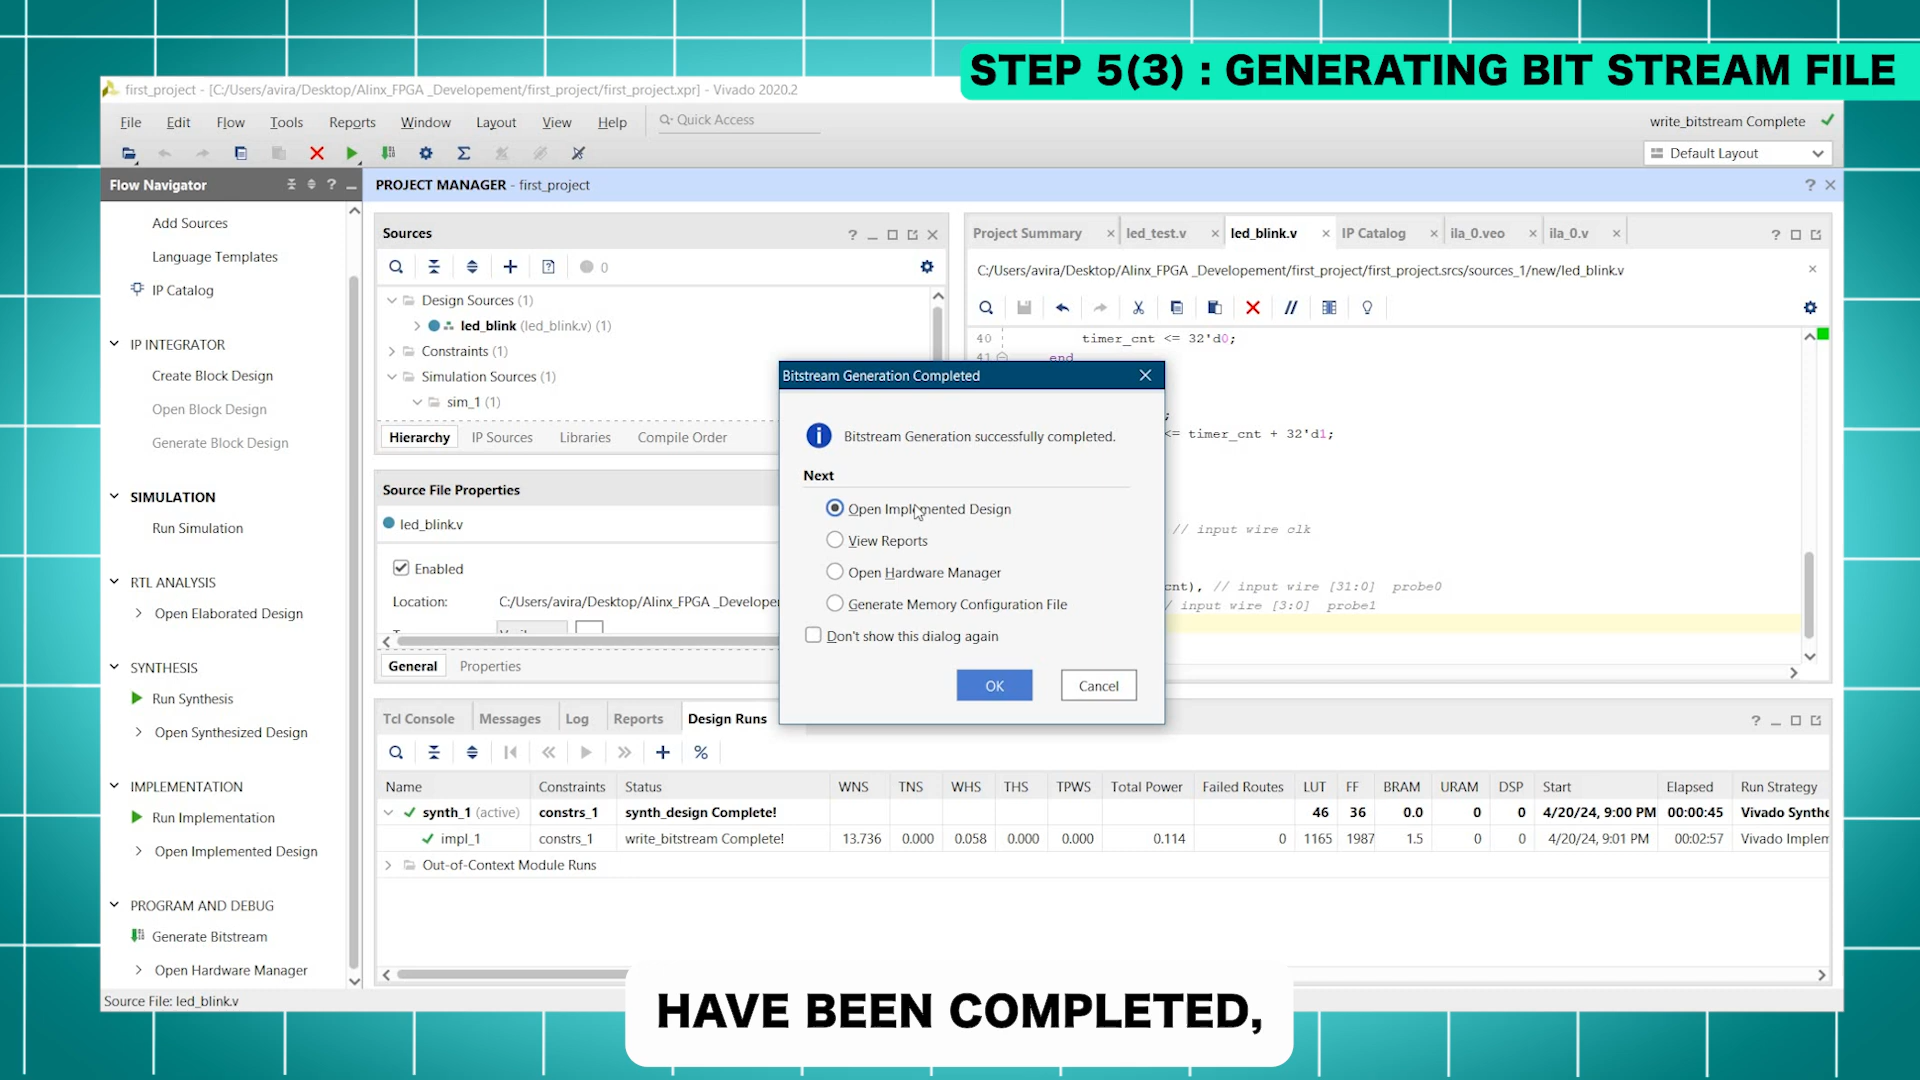 STEP 5(3) : GENERATING BIT STREAM FILE
first_project - [C:/Users/avira/Desktop/Alinx_FPGA _Developement/first_project/first_project.xpr] - Vivado 2020.2
File Edit Flow Tools Reports Window Layout View Help Quick Access
write_bitstream Complete
Default Layout
Flow Navigator
PROJECT MANAGER - first_project
Add Sources
Language Templates
IP Catalog
IP INTEGRATOR
Create Block Design
Open Block Design
Generate Block Design
SIMULATION
Run Simulation
RTL ANALYSIS
Open Elaborated Design
SYNTHESIS
Run Synthesis
Open Synthesized Design
IMPLEMENTATION
Run Implementation
Open Implemented Design
PROGRAM AND DEBUG
Generate Bitstream
Open Hardware Manager
Source File: led_blink.v
Sources
0
Design Sources (1)
led_blink (led_blink.v) (1)
Constraints (1)
Simulation Sources (1)
sim_1 (1)
Hierarchy IP Sources Libraries Compile Order
Source File Properties
led_blink.v
Enabled
Location: C:/Users/avira/Desktop/Alinx_FPGA _Developer
General Properties
Project Summary led_test.v led_blink.v IP Catalog ila_0.veo ila_0.v
C:/Users/avira/Desktop/Alinx_FPGA _Developement/first_project/first_project.srcs/sources_1/new/led_blink.v
40 timer_cnt <= 32'd0;
41 end
;
<= timer_cnt + 32'd1;
// input wire clk
cnt), // input wire [31:0] probe0
/ input wire [3:0] probe1
Bitstream Generation Completed
Bitstream Generation successfully completed.
Next
Open Implemented Design
View Reports
Open Hardware Manager
Generate Memory Configuration File
Don't show this dialog again
OK Cancel
Tcl Console Messages Log Reports Design Runs
Name Constraints Status WNS TNS WHS THS TPWS Total Power Failed Routes LUT FF BRAM URAM DSP Start Elapsed Run Strategy
synth_1 (active) constrs_1 synth_design Complete! 46 36 0.0 0 0 4/20/24, 9:00 PM 00:00:45 Vivado Synthe
impl_1 constrs_1 write_bitstream Complete! 13.736 0.000 0.058 0.000 0.000 0.114 0 1165 1987 1.5 0 0 4/20/24, 9:01 PM 00:02:57 Vivado Implem
Out-of-Context Module Runs
HAVE BEEN COMPLETED,